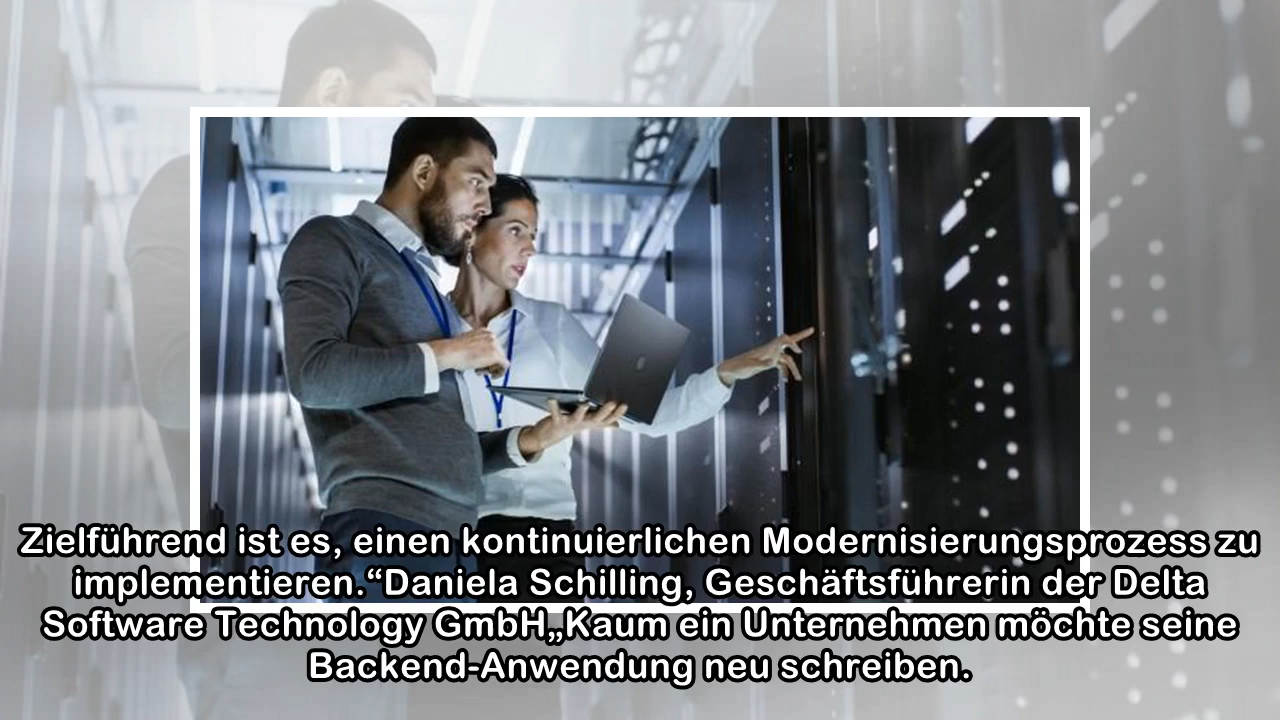 Zielführend ist es, einen kontinuierlichen Modernisierungsprozess zu
implementieren.“Daniela Schilling, Geschäftsführerin der Delta
Software Technology GmbH„Kaum ein Unternehmen möchte seine
Backend-Anwendung neu schreiben.